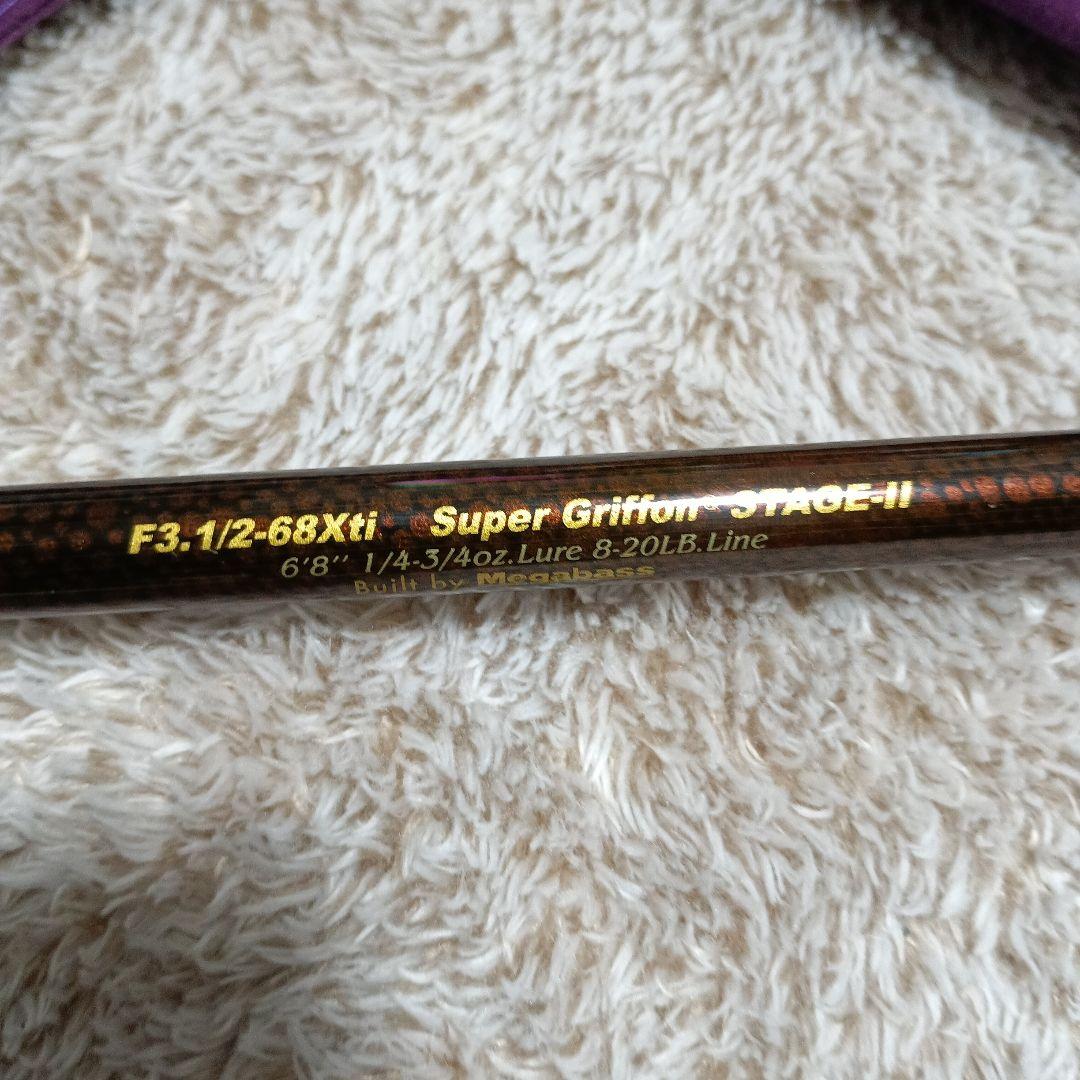 F3.1/2-68Xti Super Griffon® STAGE-II
6'8'' 1/4-3/4oz.Lure 8-20LB.Line
Built by Megabass